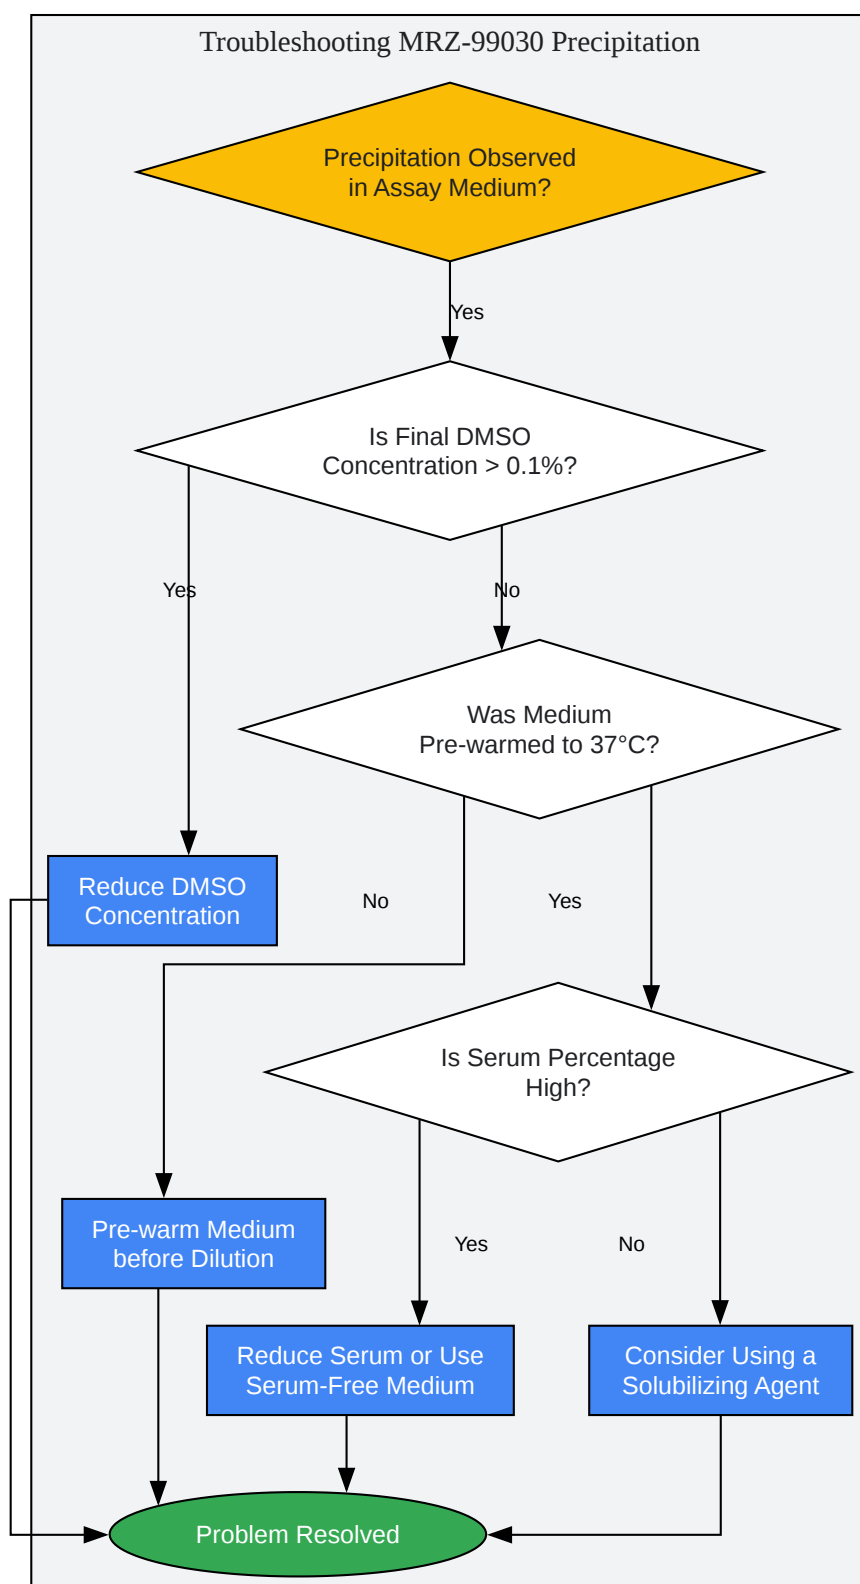 Troubleshooting MRZ-99030 Precipitation
Precipitation Observed
in Assay Medium?
Yes
Is Final DMSO
Concentration > 0.1%?
Yes
No
Was Medium
Pre-warmed to 37°C?
Reduce DMSO
Concentration
No
Yes
Is Serum Percentage
High?
Pre-warm Medium
before Dilution
Yes
No
Reduce Serum or Use
Serum-Free Medium
Consider Using a
Solubilizing Agent
Problem Resolved